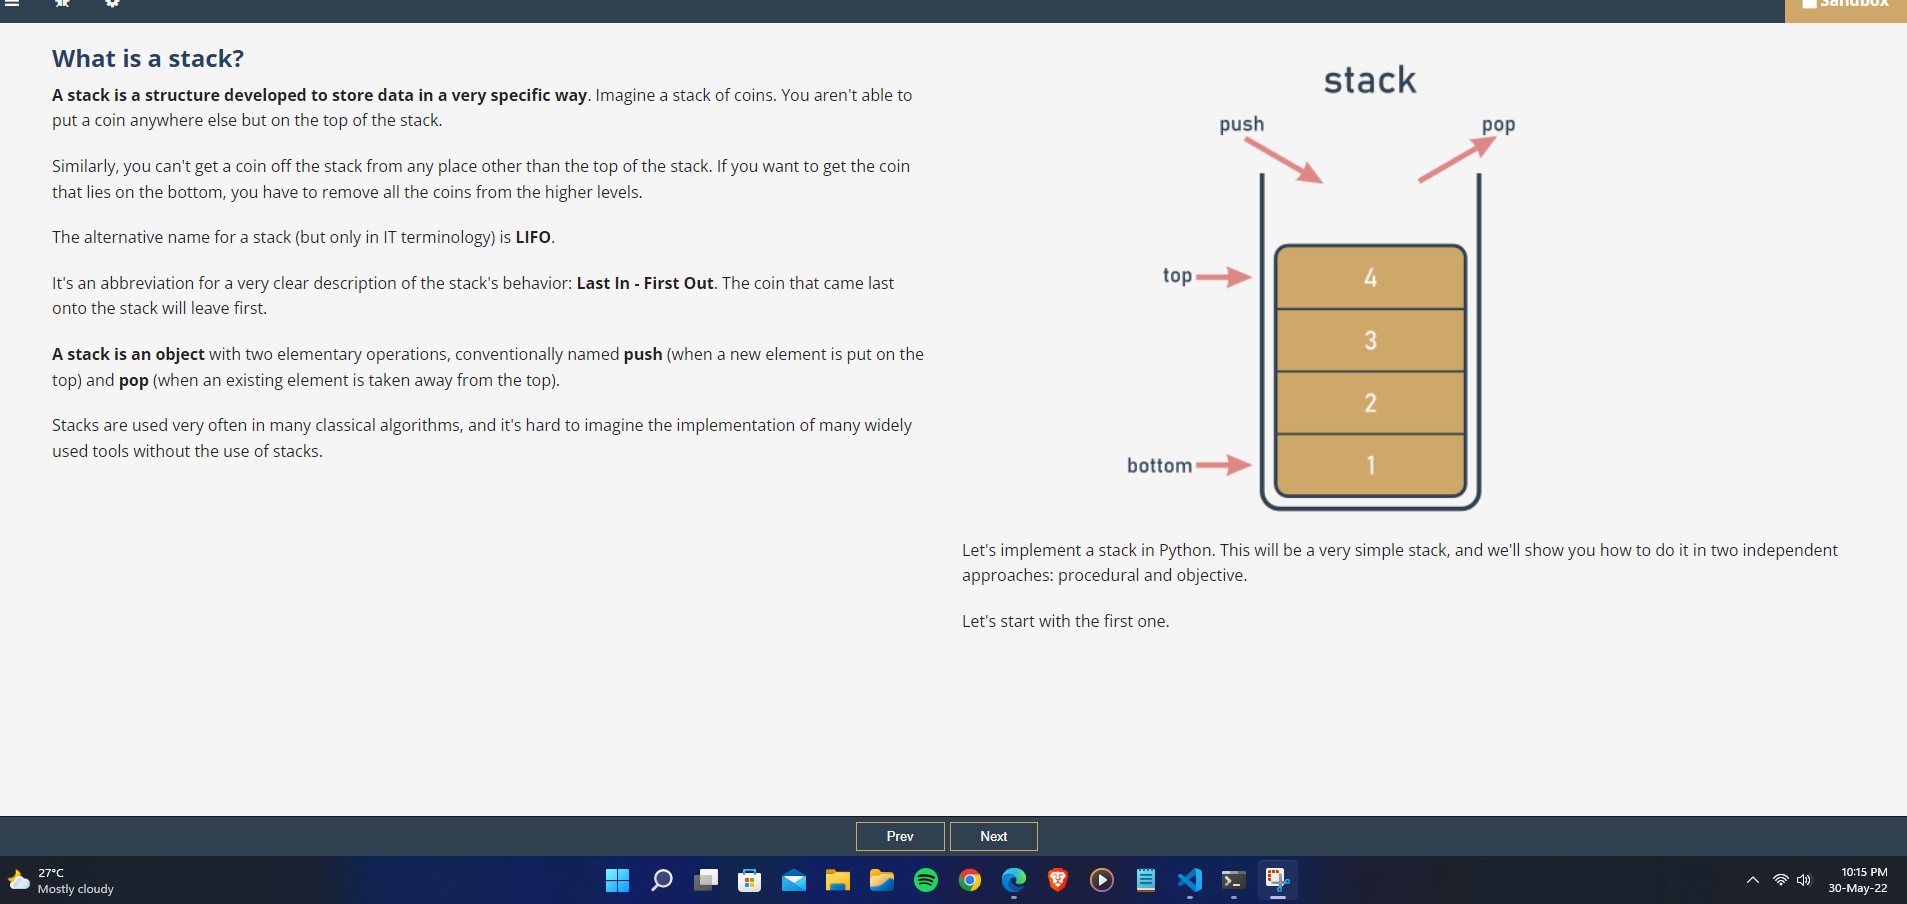 Sandbox
What is a stack?
A stack is a structure developed to store data in a very specific way. Imagine a stack of coins. You aren't able to
put a coin anywhere else but on the top of the stack.
Similarly, you can't get a coin off the stack from any place other than the top of the stack. If you want to get the coin
that lies on the bottom, you have to remove all the coins from the higher levels.
The alternative name for a stack (but only in IT terminology) is LIFO.
It's an abbreviation for a very clear description of the stack's behavior: Last In - First Out. The coin that came last
onto the stack will leave first.
A stack is an object with two elementary operations, conventionally named push (when a new element is put on the
top) and pop (when an existing element is taken away from the top).
Stacks are used very often in many classical algorithms, and it's hard to imagine the implementation of many widely
used tools without the use of stacks.
stack
push
pop
top
4
3
2
bottom
1
Let's implement a stack in Python. This will be a very simple stack, and we'll show you how to do it in two independent
approaches: procedural and objective.
Let's start with the first one.
Prev
Next
27°C
Mostly cloudy
10:15 PM
30-May-22